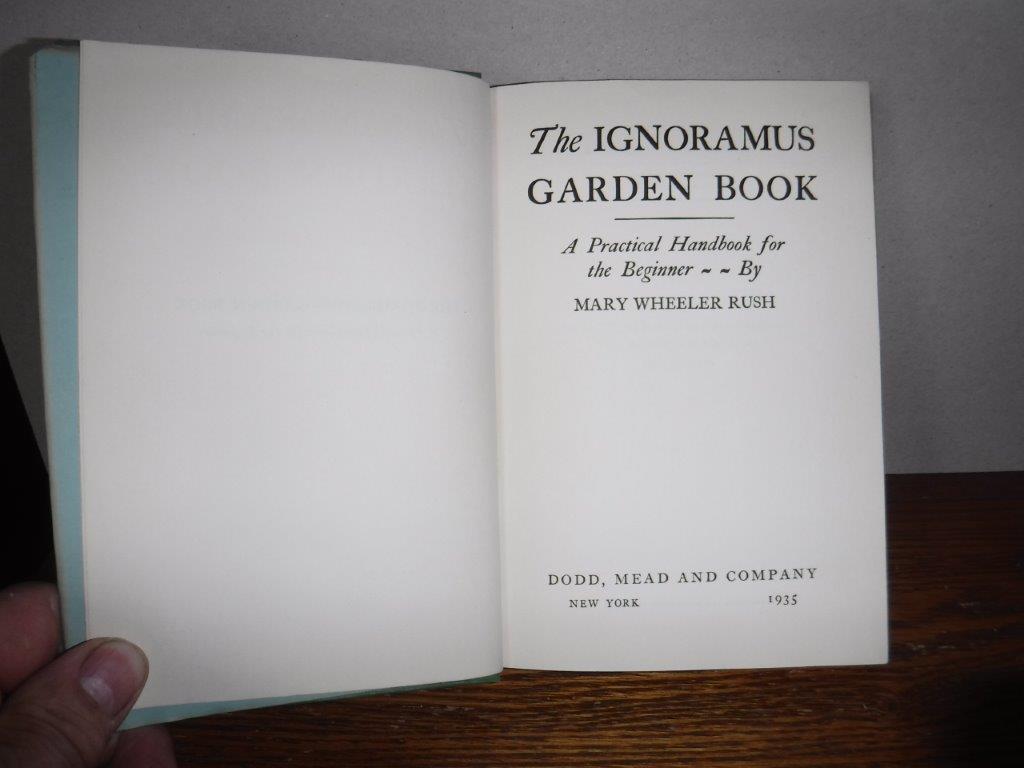 The IGNORAMUS
GARDEN BOOK
A Practical Handbook for
the Beginner ~ ~ By
MARY WHEELER RUSH
DODD, MEAD AND COMPANY
NEW YORK 1935